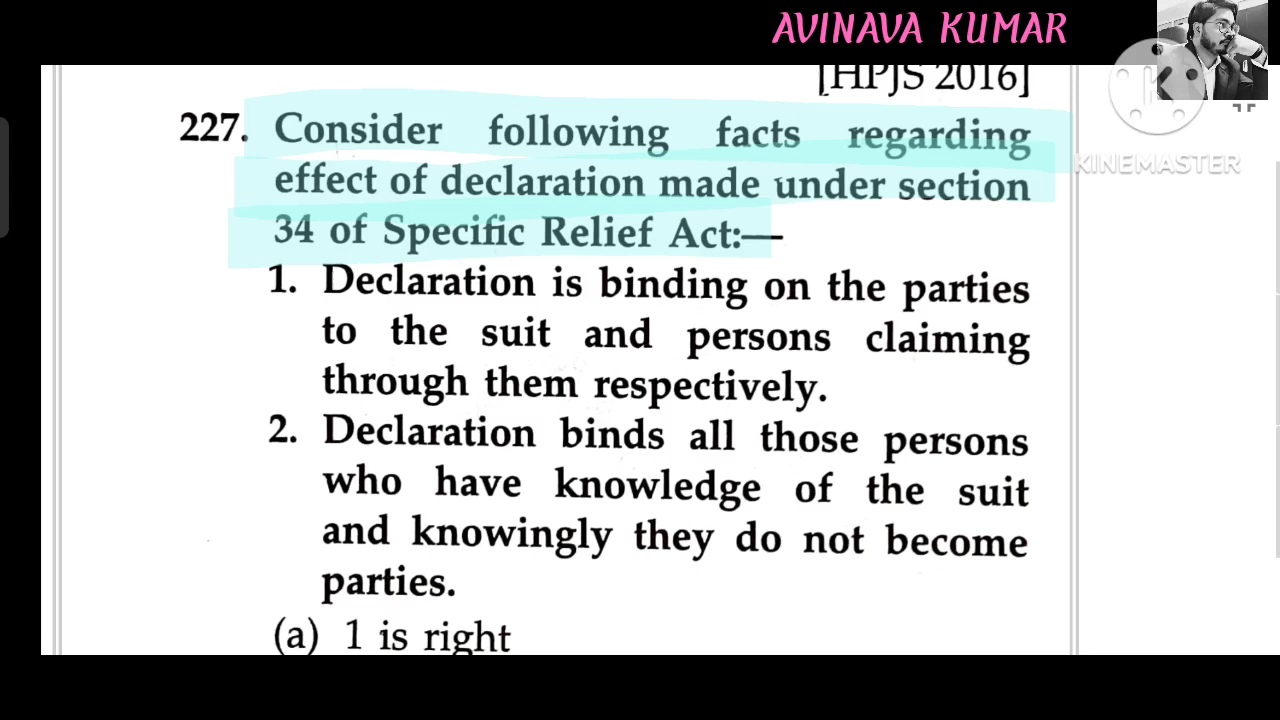 AVINAVA KUMAR
[HPJS 2016]
KINEMASTER
227. Consider following facts regarding
effect of declaration made under section
34 of Specific Relief Act:—
1. Declaration is binding on the parties
to the suit and persons claiming
through them respectively.
2. Declaration binds all those persons
who have knowledge of the suit
and knowingly they do not become
parties.
(a) 1 is right